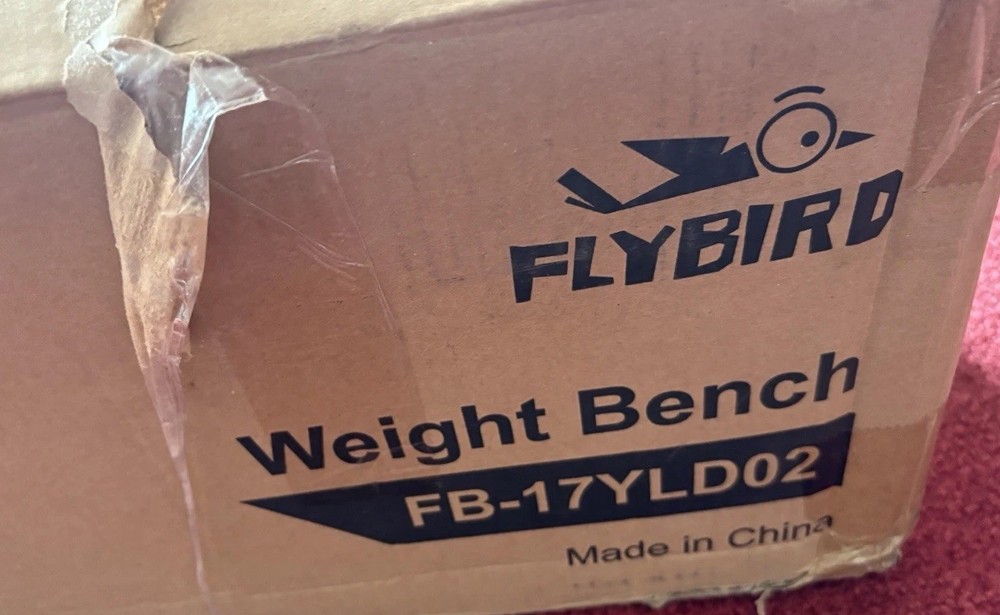 FLYBIRD
Weight Bench
FB-17YLD02
Made in China